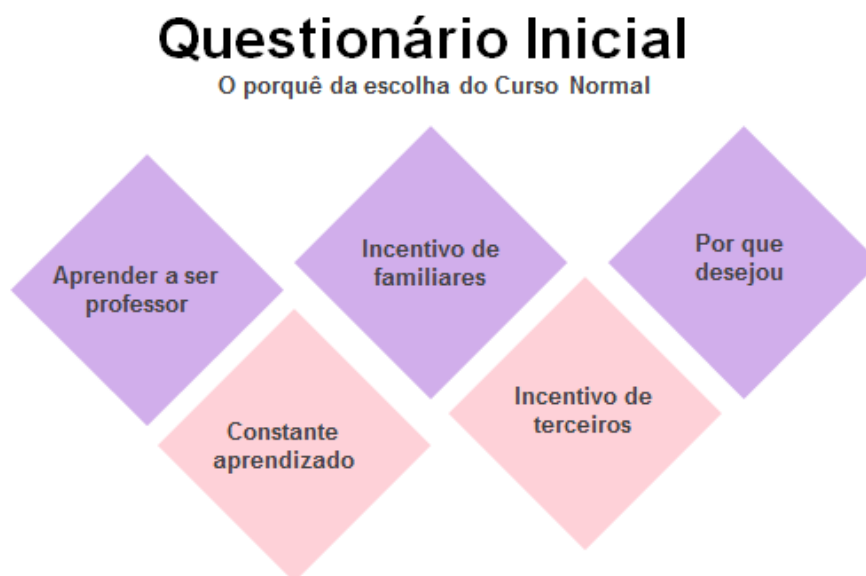 Questionário Inicial
O porquê da escolha do Curso Normal
Aprender a ser
professor
Incentivo de
familiares
Por que
desejou
Constante
aprendizado
Incentivo de
terceiros